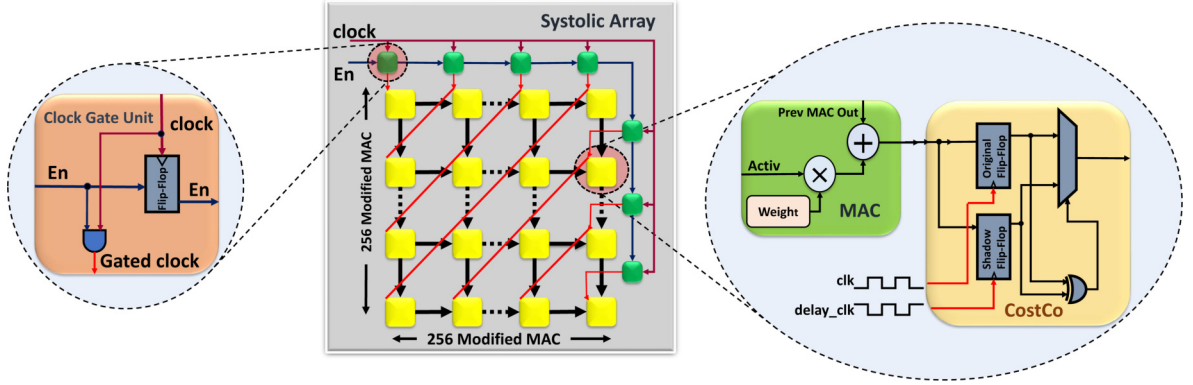 Clock Gate Unit
clock
En
Flip-Flop
En
Gated clock
Systolic Array
clock
En
256 Modified MAC
256 Modified MAC
Prev MAC Out
Activ
Weight
MAC
Original
Flip-Flop
Shadow
Flip-Flop
clk
delay_clk
CostCo